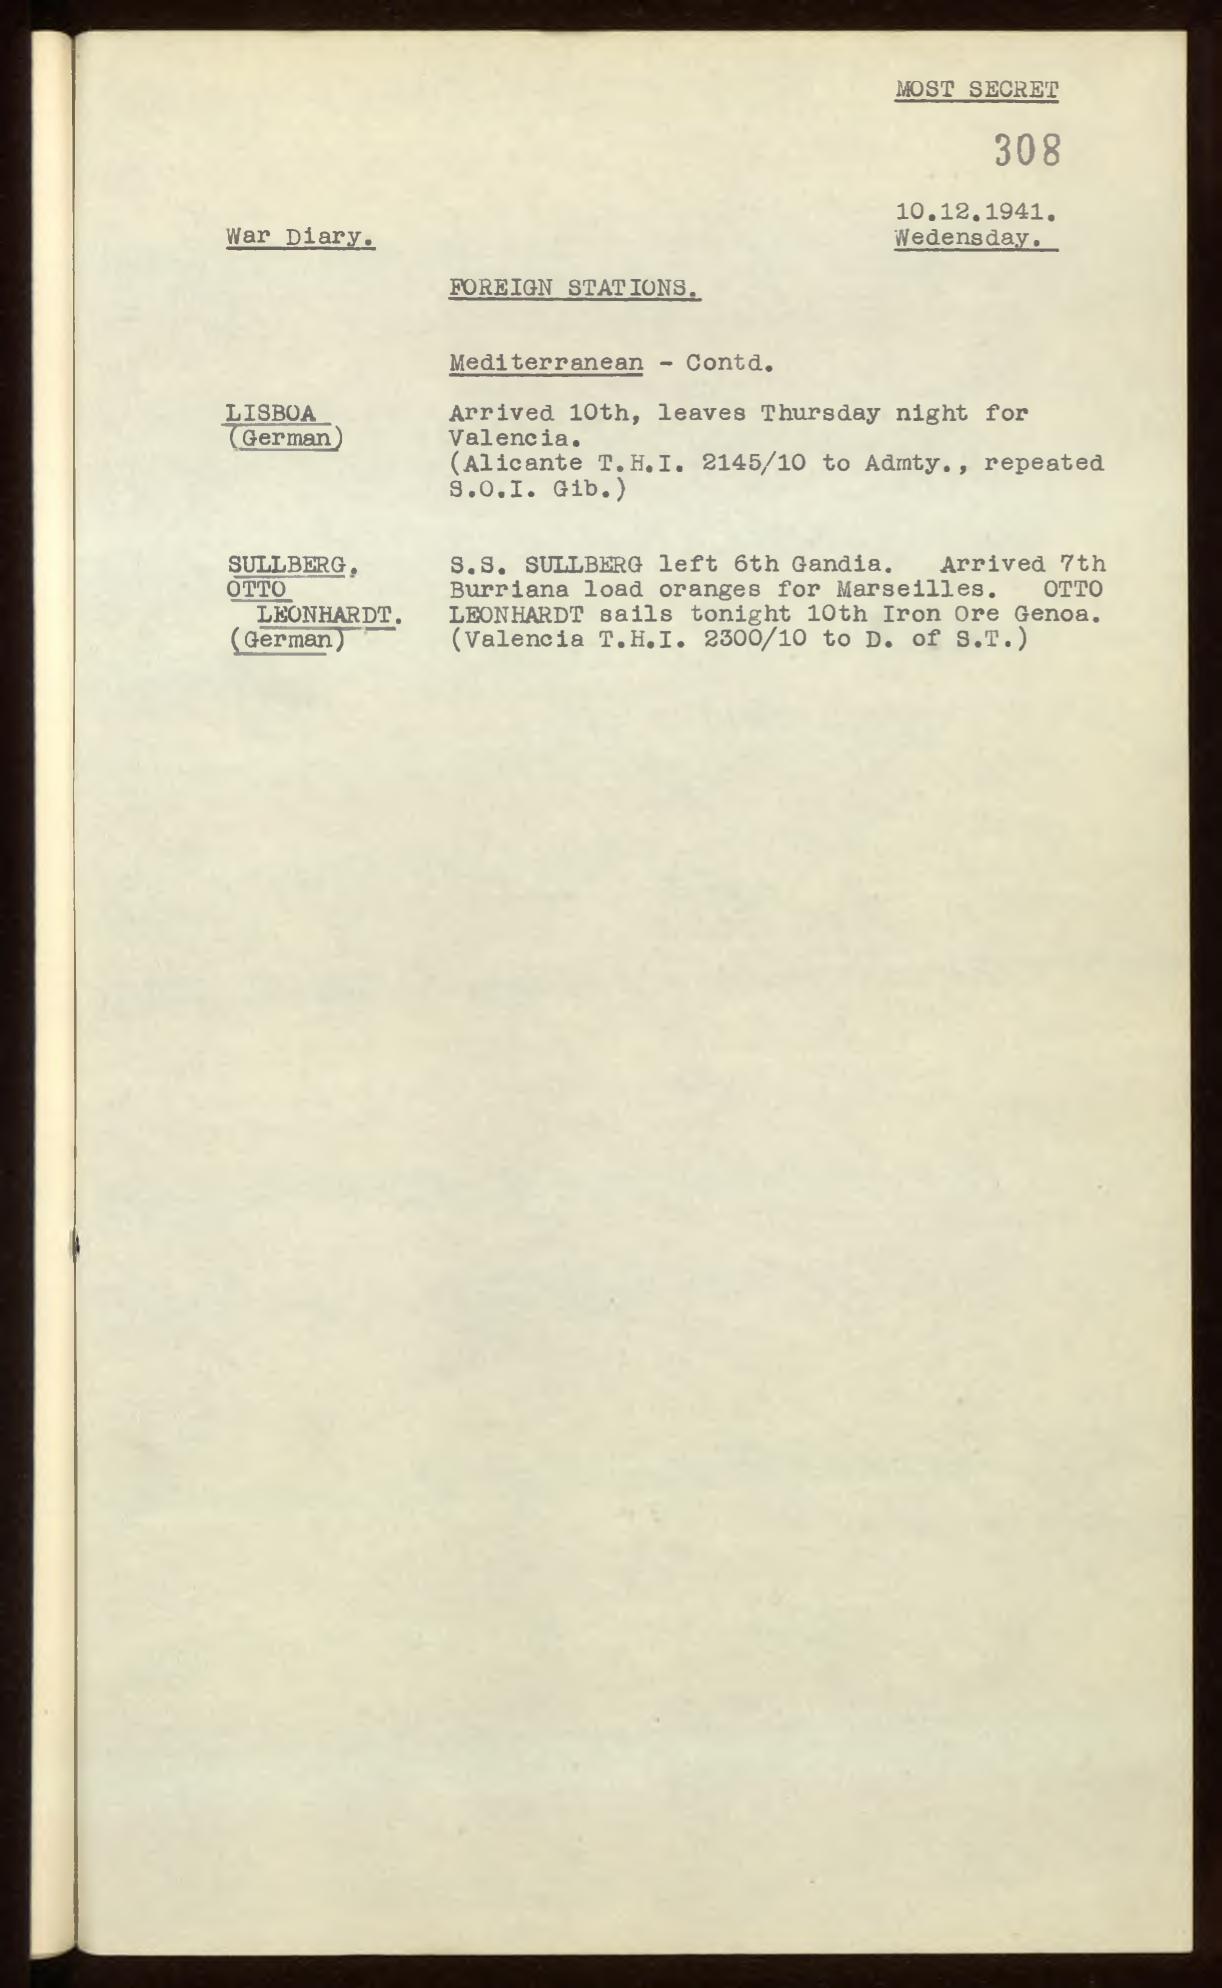 MOST SECRET
308
10.12.1941.
War Diary.
Wedensday.
FOREIGN STATIONS.
Mediterranean - Contd.
LISBOA
(German)
Arrived 10th, leaves Thursday night for
Valencia.
(Alicante T.H.I. 2145/10 to Admty., repeated
S.O.I. Gib.)
SULLBERG.
OTTO
LEONHARDT.
(German)
S.S. SULLBERG left 6th Gandia. Arrived 7th
Burriana load oranges for Marseilles. OTTO
LEONHARDT sails tonight 10th Iron Ore Genoa.
(Valencia T.H.I. 2300/10 to D. of S.T.)